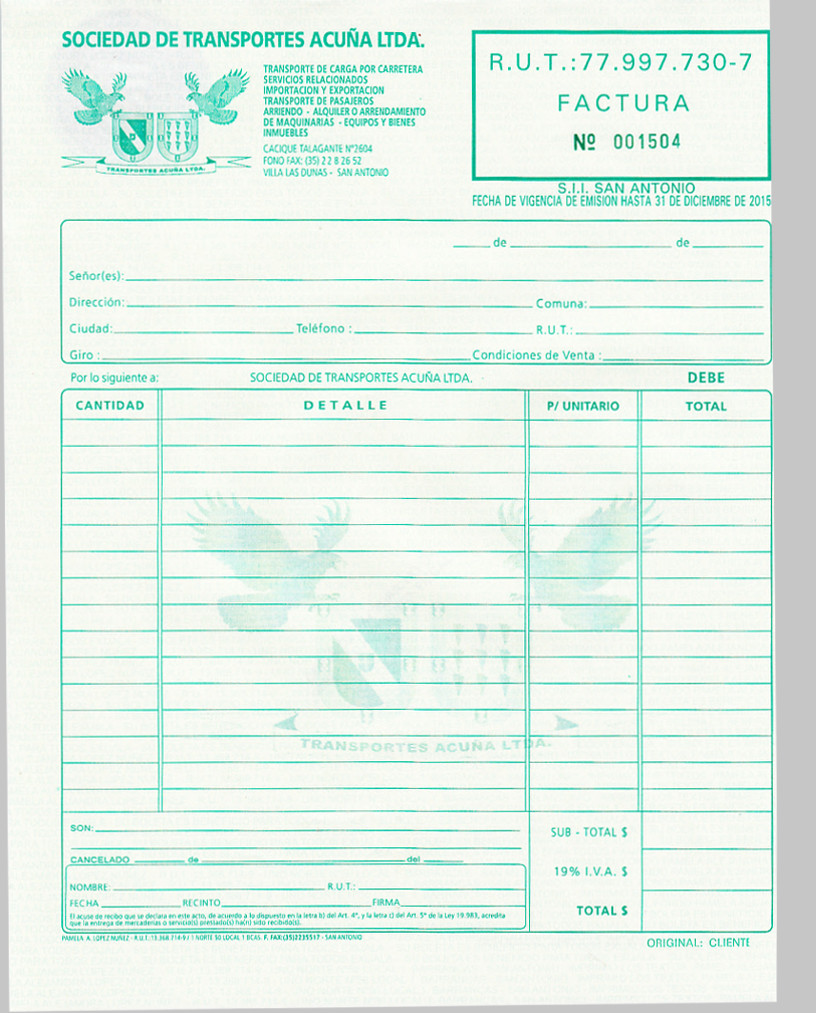 SOCIEDAD DE TRANSPORTES ACUÑA LTDA.
TRANSPORTE DE CARGA POR CARRETERA
SERVICIOS RELACIONADOS
IMPORTACION Y EXPORTACION
TRANSPORTE DE PASAJEROS
ARRIENDO - ALQUILER O ARRENDAMIENTO
DE MAQUINARIAS - EQUIPOS Y BIENES
INMUEBLES
CACIQUE TALAGANTE N°2604
FONO FAX: (35) 22 8 26 52
VILLA LAS DUNAS - SAN ANTONIO
TRANSPORTES ACUÑA LTDA.
R.U.T.:77.997.730-7
FACTURA
Nº 001504
S.I.I. SAN ANTONIO
FECHA DE VIGENCIA DE EMISION HASTA 31 DE DICIEMBRE DE 2015
de de
Señor(es):
Dirección: Comuna:
Ciudad: Teléfono : R.U.T.:
Giro : Condiciones de Venta :
Por lo siguiente a: SOCIEDAD DE TRANSPORTES ACUÑA LTDA. DEBE
CANTIDAD DETALLE P/ UNITARIO TOTAL
TRANSPORTES ACUÑA LTDA.
SON:
SUB - TOTAL $
CANCELADO de del
19% I.V.A. $
NOMBRE: R.U.T.:
FECHA RECINTO FIRMA
TOTAL $
El acuse de recibo que se declara en este acto, de acuerdo a lo dispuesto en la letra b) del Art. 4°, y la letra c) del Art. 5° de la Ley 19.983, acredita
que la entrega de mercaderías o servicio(s) prestado(s) ha(n) sido recibido(s).
PAMELA A. LOPEZ NUÑEZ - R.U.T.:13.368.714-9 / 1 NORTE 50 LOCAL 1 BCAS. F. FAX:(35)2235517 - SAN ANTONIO
ORIGINAL: CLIENTE